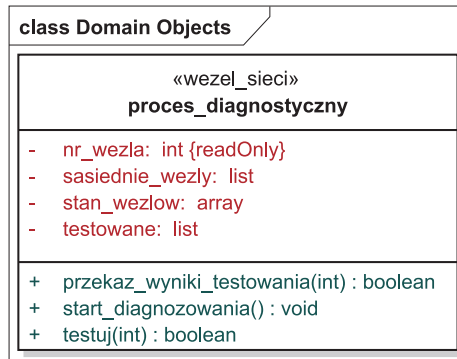 class Domain Objects
«wezel_sieci»
proces_diagnostyczny
- nr_wezla: int {readOnly}
- sasiednie_wezly: list
- stan_wezlow: array
- testowane: list
+ przekaz_wyniki_testowania(int) : boolean
+ start_diagnozowania() : void
+ testuj(int) : boolean